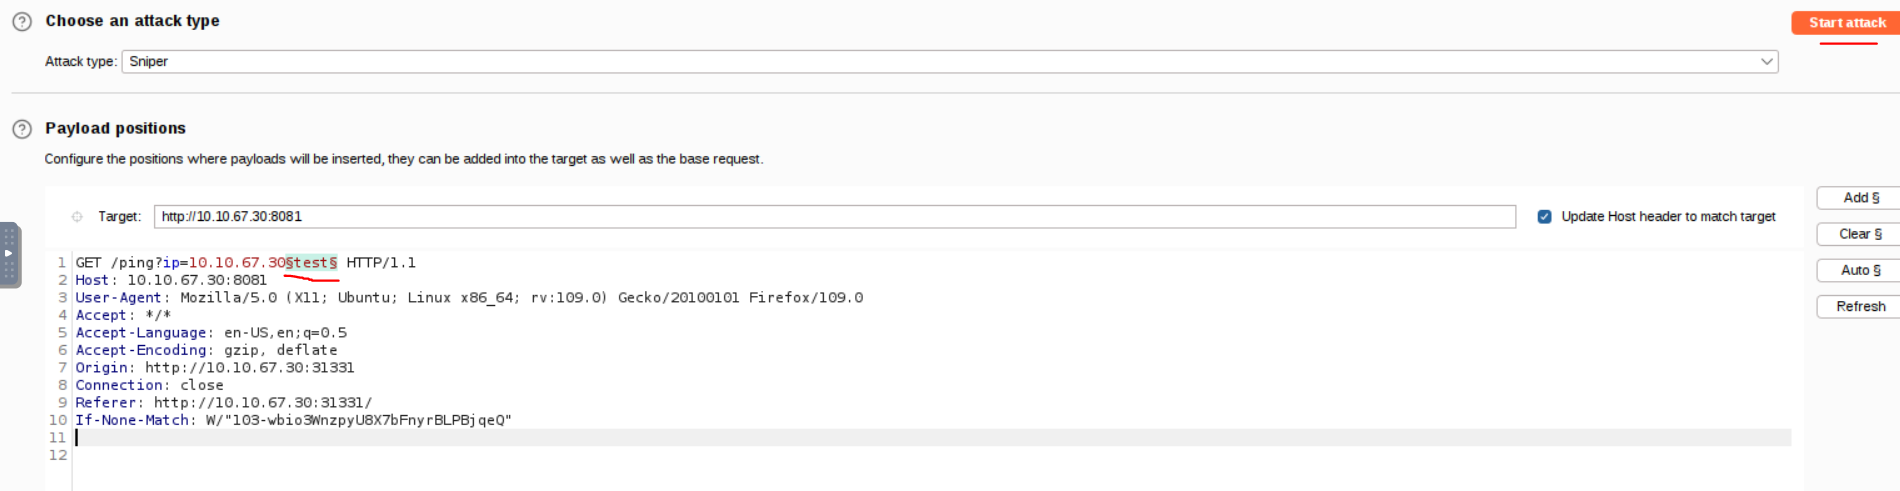 Choose an attack type
Start attack
Attack type: Sniper
Payload positions
Configure the positions where payloads will be inserted, they can be added into the target as well as the base request.
Target: http://10.10.67.30:8081
Update Host header to match target
Add §
Clear §
Auto §
Refresh
1 GET /ping?ip=10.10.67.30§test§ HTTP/1.1
2 Host: 10.10.67.30:8081
3 User-Agent: Mozilla/5.0 (X11; Ubuntu; Linux x86_64; rv:109.0) Gecko/20100101 Firefox/109.0
4 Accept: */*
5 Accept-Language: en-US,en;q=0.5
6 Accept-Encoding: gzip, deflate
7 Origin: http://10.10.67.30:31331
8 Connection: close
9 Referer: http://10.10.67.30:31331/
10 If-None-Match: W/"103-wbio3WnzpyU8X7bFnyrBLPBjqeQ"
11
12